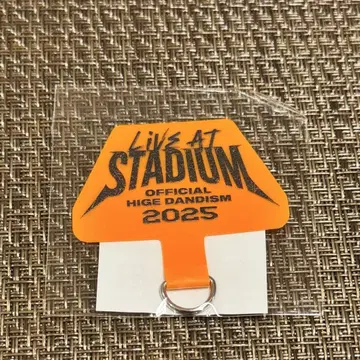 LiVE AT
STADIUM
OFFICIAL
HIGE DANDISM
2025